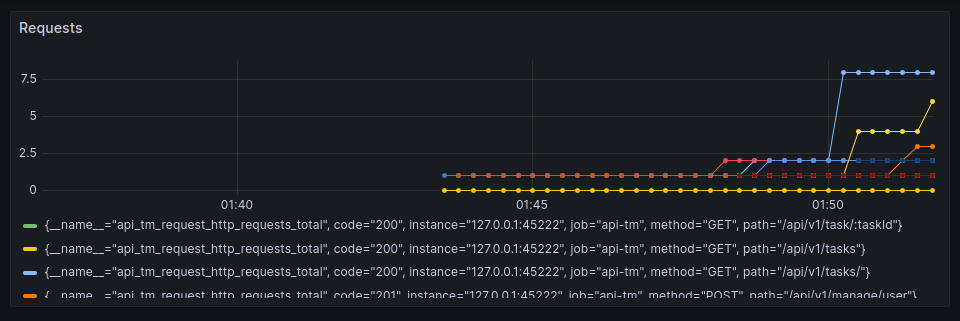 Requests
7.5
5
2.5
0
01:40 01:45 01:50
{__name__="api_tm_request_http_requests_total", code="200", instance="127.0.0.1:45222", job="api-tm", method="GET", path="/api/v1/task/:taskId"}
{__name__="api_tm_request_http_requests_total", code="200", instance="127.0.0.1:45222", job="api-tm", method="GET", path="/api/v1/tasks"}
{__name__="api_tm_request_http_requests_total", code="200", instance="127.0.0.1:45222", job="api-tm", method="GET", path="/api/v1/tasks/"}
{__name__="api_tm_request_http_requests_total", code="201", instance="127.0.0.1:45222", job="api-tm", method="POST", path="/api/v1/manage/user"}